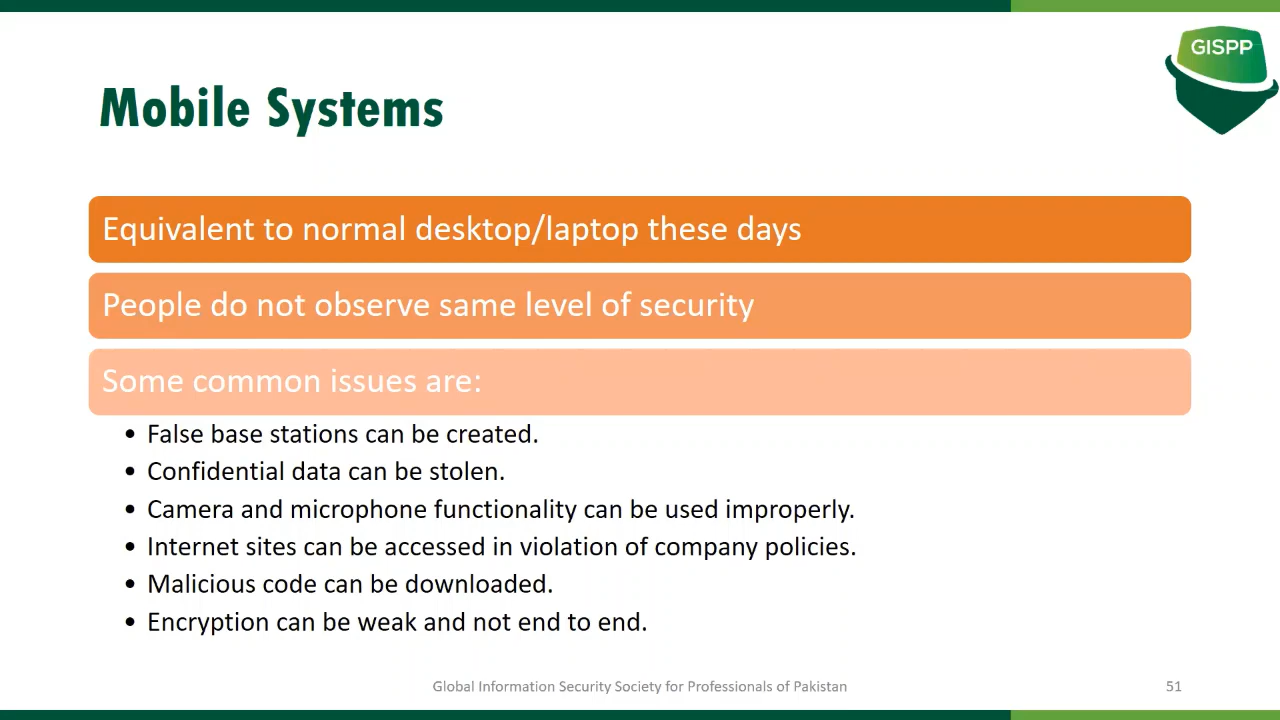 GISPP
Mobile Systems
Equivalent to normal desktop/laptop these days
People do not observe same level of security
Some common issues are:
• False base stations can be created.
• Confidential data can be stolen.
• Camera and microphone functionality can be used improperly.
• Internet sites can be accessed in violation of company policies.
• Malicious code can be downloaded.
• Encryption can be weak and not end to end.
Global Information Security Society for Professionals of Pakistan
51